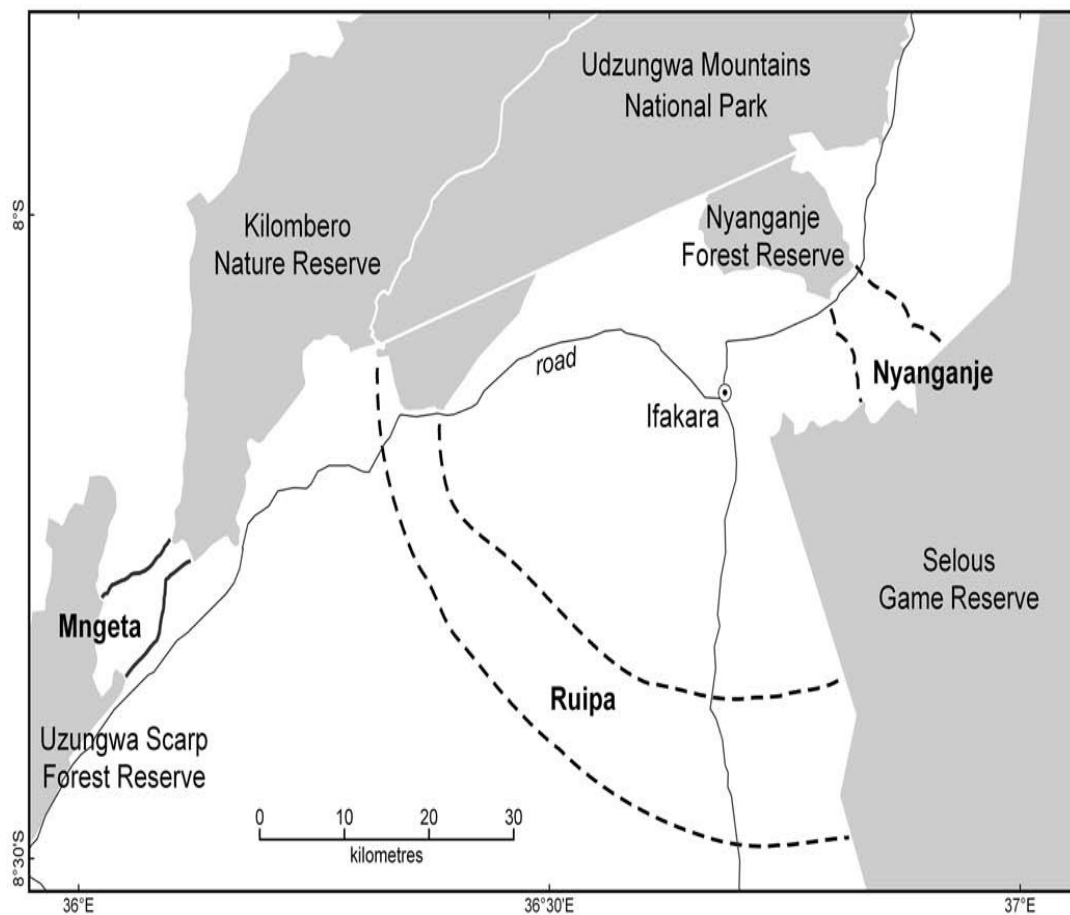 Udzungwa Mountains
National Park
8°S
Kilombero
Nature Reserve
Nyanganje
Forest Reserve
road
Nyanganje
Ifakara
Selous
Game Reserve
Mngeta
Ruipa
Uzungwa Scarp
Forest Reserve
0 10 20 30
kilometres
8°30'S
36°E 36°30'E 37°E